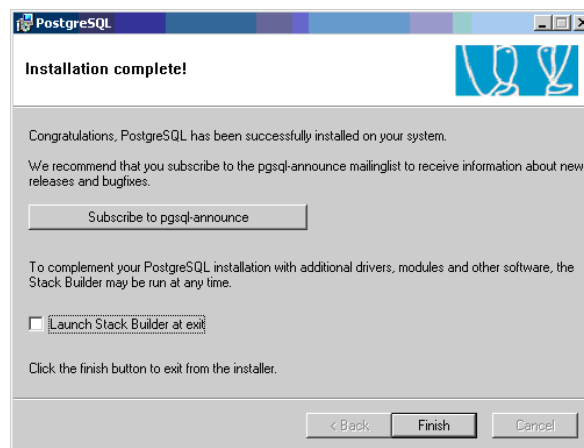 PostgreSQL
Installation complete!
Congratulations, PostgreSQL has been successfully installed on your system.
We recommend that you subscribe to the pgsql-announce mailinglist to receive information about new
releases and bugfixes.
Subscribe to pgsql-announce
To complement your PostgreSQL installation with additional drivers, modules and other software, the
Stack Builder may be run at any time.
Launch Stack Builder at exit
Click the finish button to exit from the installer.
< Back Finish Cancel